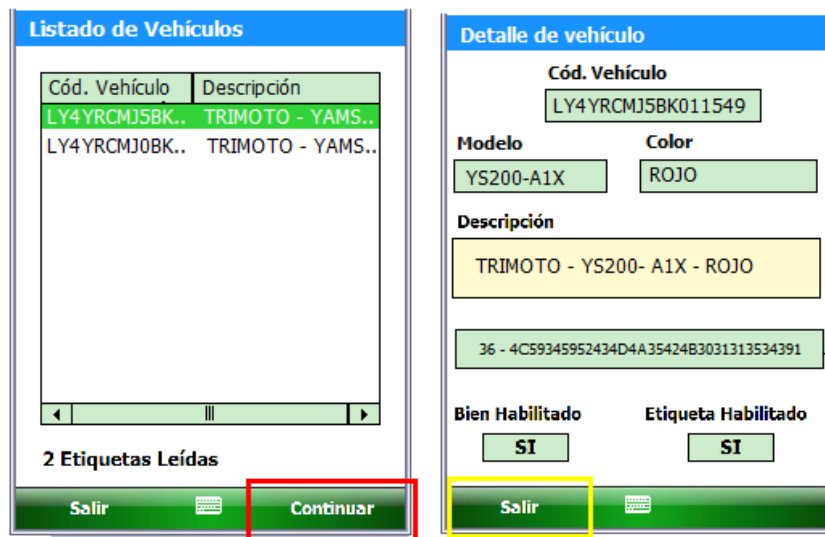 Listado de Vehículos
Cód. Vehículo Descripción
LY4YRCMJ5BK.. TRIMOTO - YAMS..
LY4YRCMJ0BK.. TRIMOTO - YAMS..
2 Etiquetas Leídas
Salir Continuar
Detalle de vehículo
Cód. Vehículo
LY4YRCMJ5BK011549
Modelo Color
YS200-A1X ROJO
Descripción
TRIMOTO - YS200- A1X - ROJO
36 - 4C59345952434D4A35424B3031313534391
Bien Habilitado Etiqueta Habilitado
SI SI
Salir